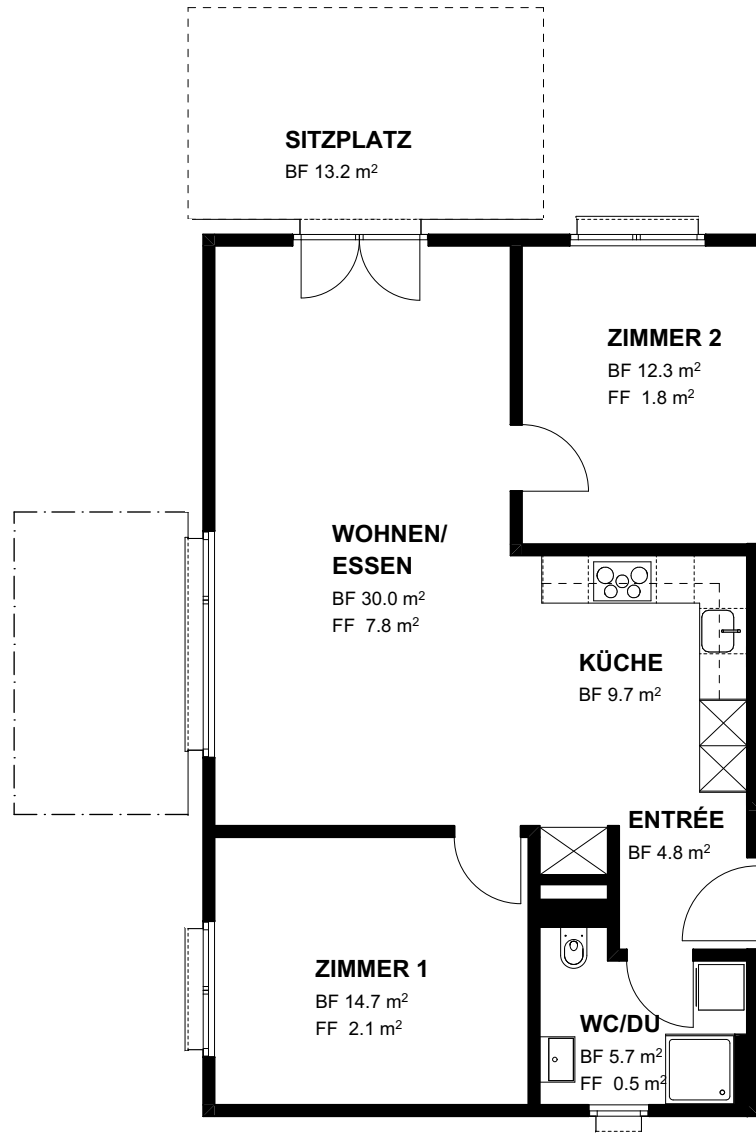 SITZPLATZ
BF 13.2 m²
ZIMMER 2
BF 12.3 m²
FF 1.8 m²
WOHNEN/
ESSEN
BF 30.0 m²
FF 7.8 m²
KÜCHE
BF 9.7 m²
ENTRÉE
BF 4.8 m²
ZIMMER 1
BF 14.7 m²
FF 2.1 m²
WC/DU
BF 5.7 m²
FF 0.5 m²